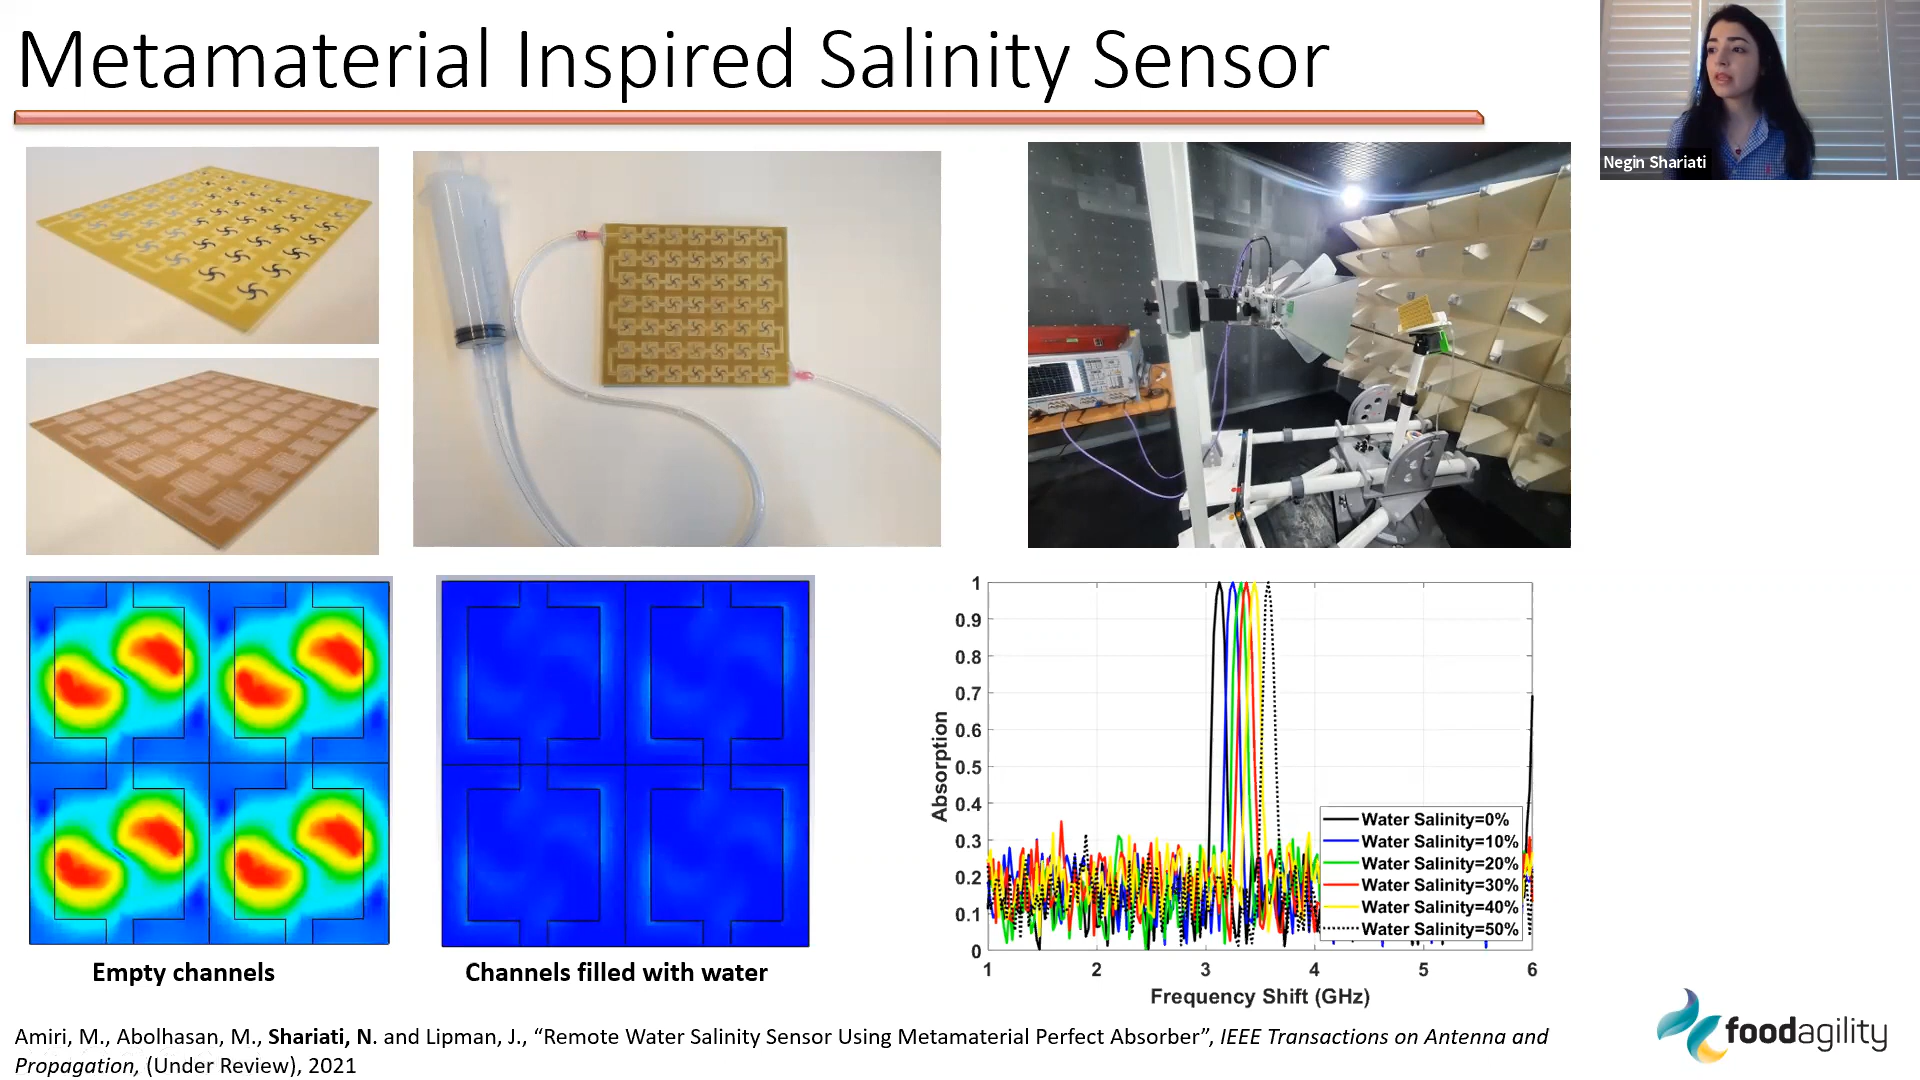 Metamaterial Inspired Salinity Sensor
Negin Shariati
Empty channels
Channels filled with water
Absorption
1
0.9
0.8
0.7
0.6
0.5
0.4
0.3
0.2
0.1
0
1 2 3 4 5 6
Frequency Shift (GHz)
Water Salinity=0%
Water Salinity=10%
Water Salinity=20%
Water Salinity=30%
Water Salinity=40%
Water Salinity=50%
Amiri, M., Abolhasan, M., Shariati, N. and Lipman, J., “Remote Water Salinity Sensor Using Metamaterial Perfect Absorber”, IEEE Transactions on Antenna and
Propagation, (Under Review), 2021
foodagility